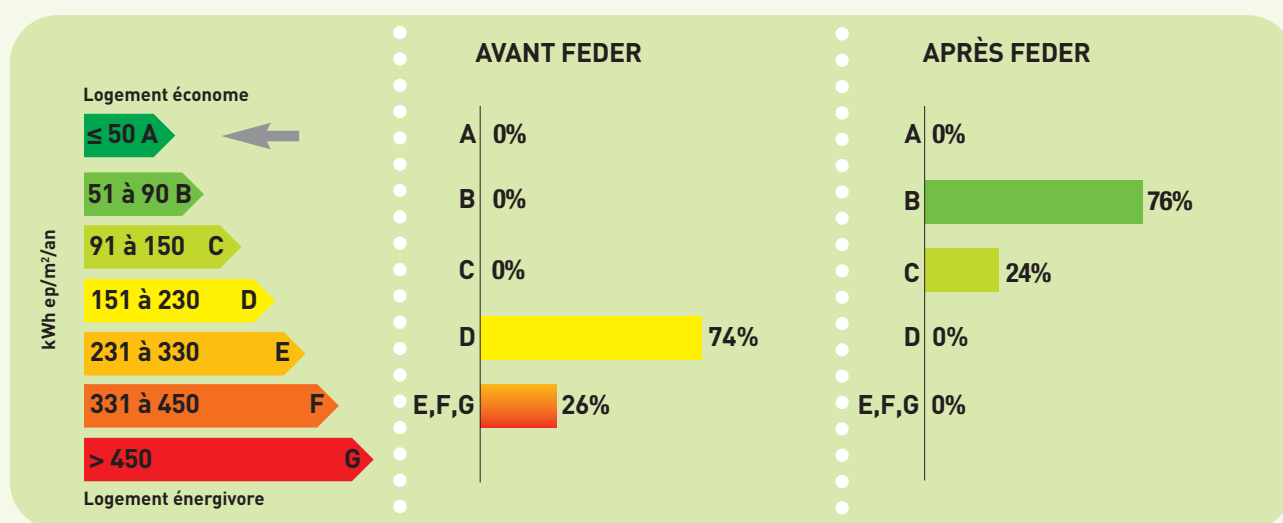 AVANT FEDER
APRÈS FEDER
Logement économe
≤ 50 A
51 à 90 B
91 à 150 C
151 à 230 D
231 à 330 E
331 à 450 F
> 450 G
Logement énergivore
kWh ep/m²/an
A 0%
B 0%
C 0%
D 74%
E,F,G 26%
A 0%
B 76%
C 24%
D 0%
E,F,G 0%